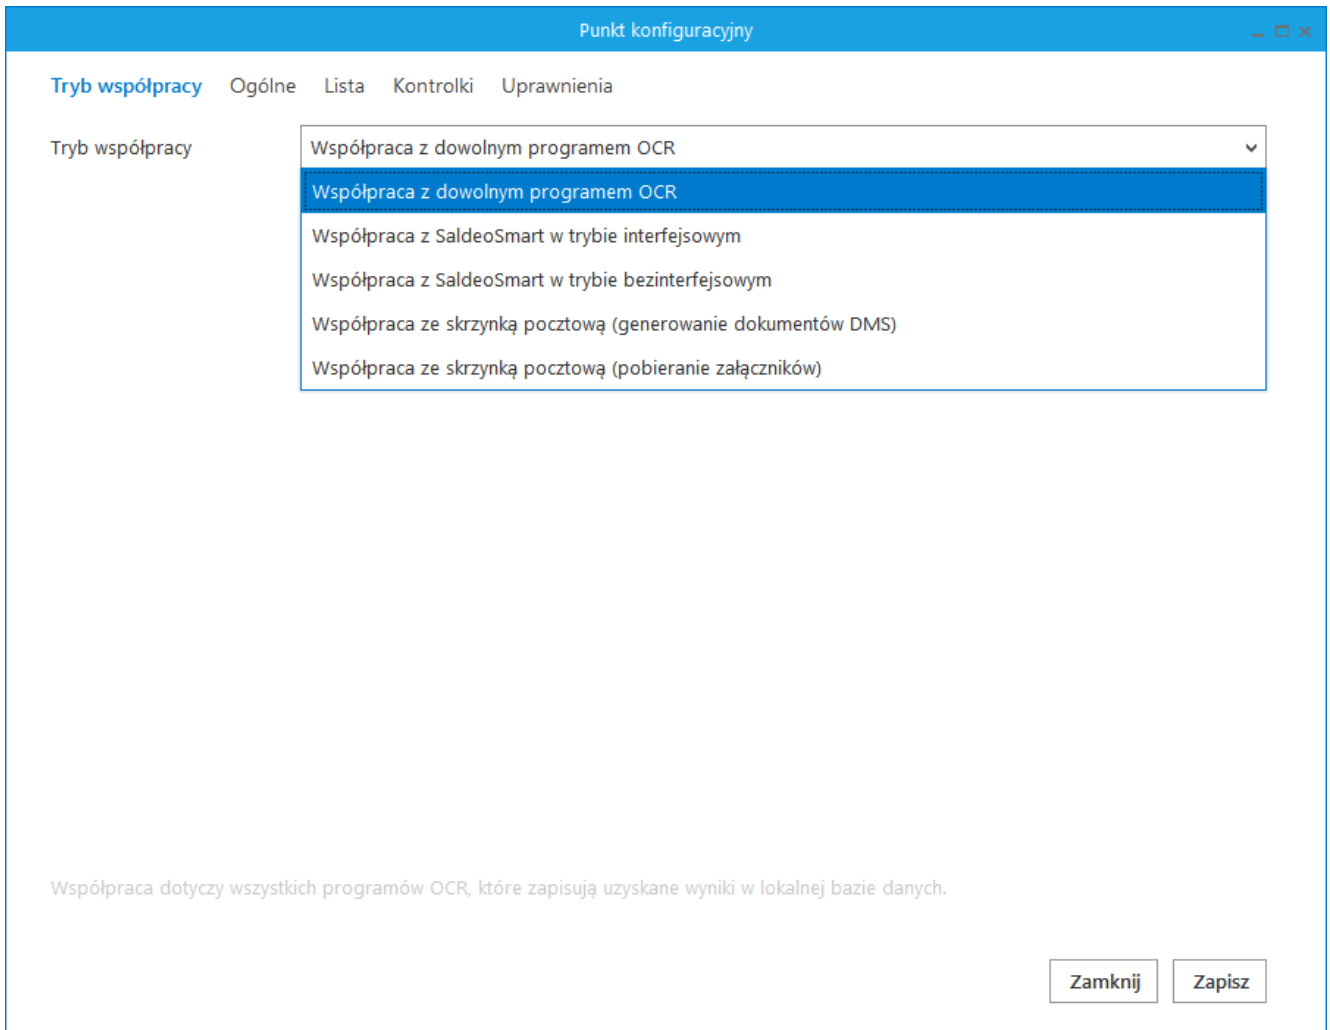 Punkt konfiguracyjny
Tryb współpracy Ogólne Lista Kontrolki Uprawnienia
Tryb współpracy Współpraca z dowolnym programem OCR
Współpraca z dowolnym programem OCR
Współpraca z SaldeoSmart w trybie interfejsowym
Współpraca z SaldeoSmart w trybie bezinterfejsowym
Współpraca ze skrzynką pocztową (generowanie dokumentów DMS)
Współpraca ze skrzynką pocztową (pobieranie załączników)
Współpraca dotyczy wszystkich programów OCR, które zapisują uzyskane wyniki w lokalnej bazie danych.
Zamknij Zapisz